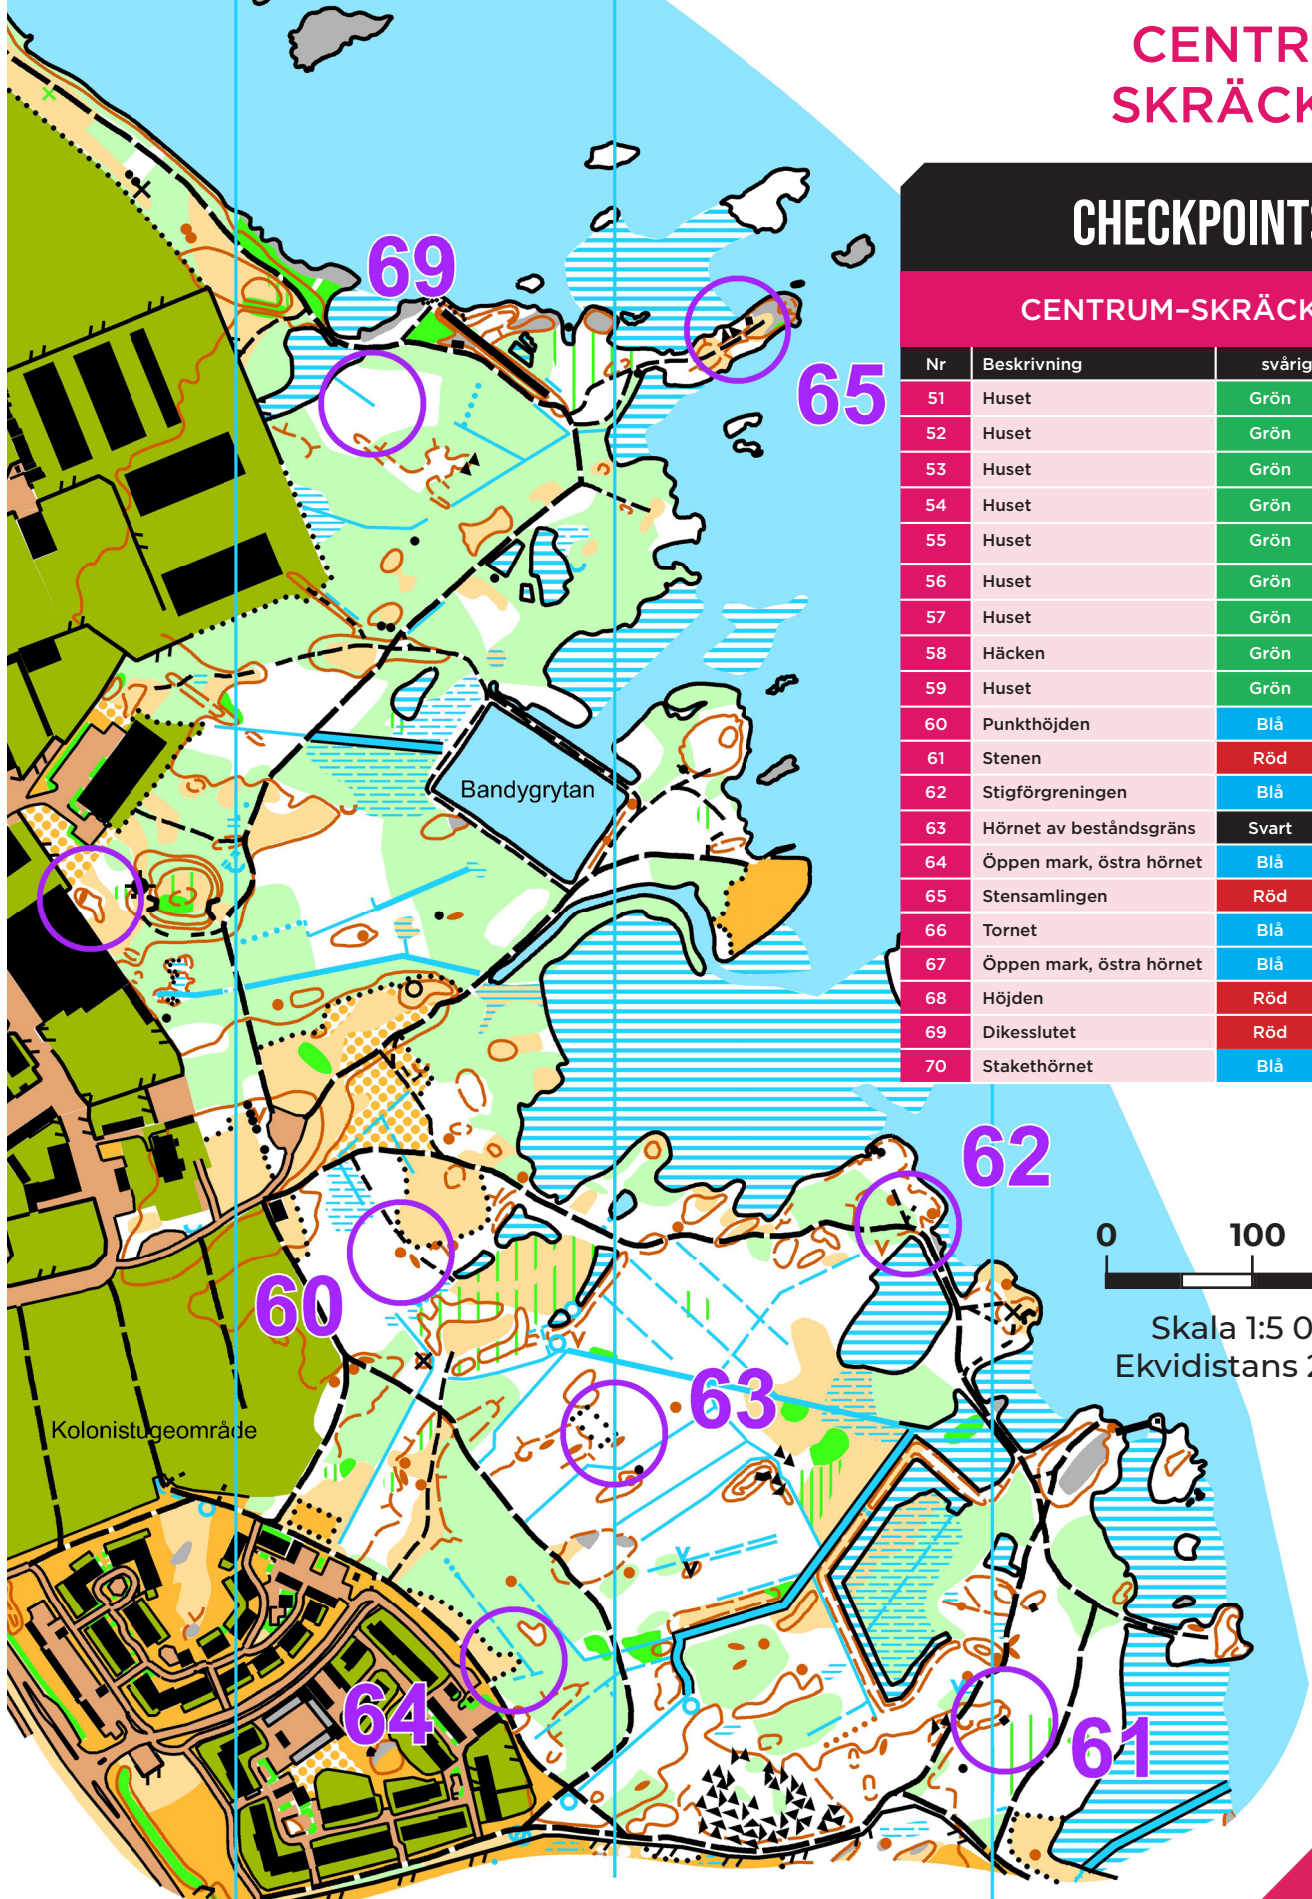 CENTR
SKRÄCK
CHECKPOINTS
CENTRUM-SKRÄCK
Nr Beskrivning svårig
51 Huset Grön
52 Huset Grön
53 Huset Grön
54 Huset Grön
55 Huset Grön
56 Huset Grön
57 Huset Grön
58 Häcken Grön
59 Huset Grön
60 Punkthöjden Blå
61 Stenen Röd
62 Stigförgreningen Blå
63 Hörnet av beståndsgräns Svart
64 Öppen mark, östra hörnet Blå
65 Stensamlingen Röd
66 Tornet Blå
67 Öppen mark, östra hörnet Blå
68 Höjden Röd
69 Dikesslutet Röd
70 Stakethörnet Blå
69
65
Bandygrytan
62
0 100
Skala 1:5 0
Ekvidistans 2
60
63
Kolonistugeområde
64
61